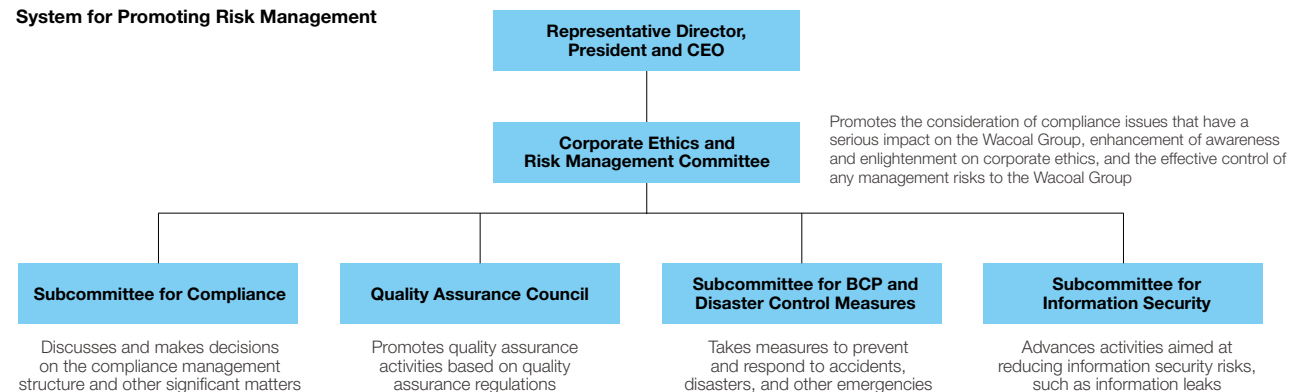 System for Promoting Risk Management
Representative Director,
President and CEO
Corporate Ethics and
Risk Management Committee
Promotes the consideration of compliance issues that have a
serious impact on the Wacoal Group, enhancement of awareness
and enlightenment on corporate ethics, and the effective control of
any management risks to the Wacoal Group
Subcommittee for Compliance
Discusses and makes decisions
on the compliance management
structure and other significant matters
Quality Assurance Council
Promotes quality assurance
activities based on quality
assurance regulations
Subcommittee for BCP and
Disaster Control Measures
Takes measures to prevent
and respond to accidents,
disasters, and other emergencies
Subcommittee for
Information Security
Advances activities aimed at
reducing information security risks,
such as information leaks